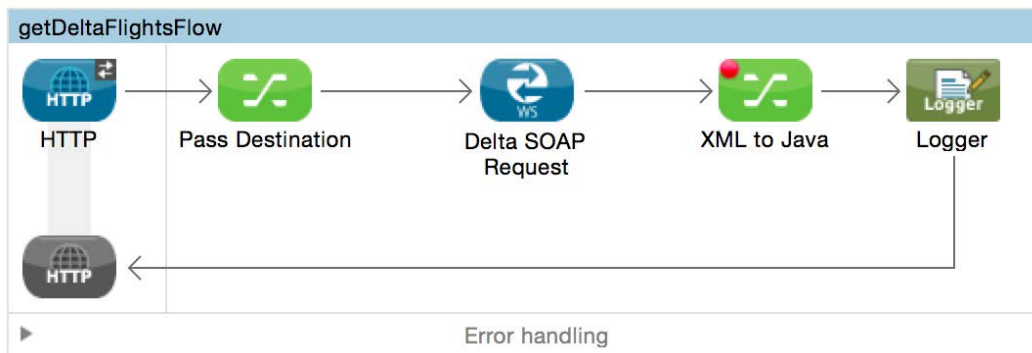 getDeltaFlightsFlow
HTTP
WS
Logger
HTTP
Pass Destination
Delta SOAP
Request
XML to Java
Logger
HTTP
Error handling